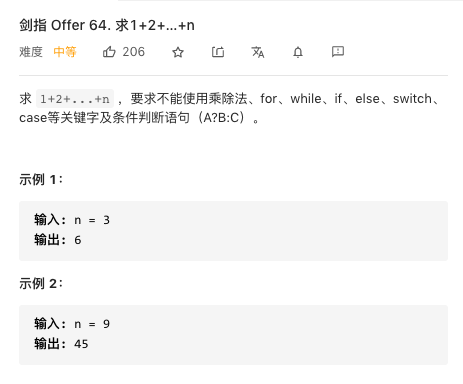 剑指 Offer 64. 求1+2+…+n
难度 中等 206
求 1+2+...+n ，要求不能使用乘除法、for、while、if、else、switch、
case等关键字及条件判断语句（A?B:C）。
示例 1：
输入: n = 3
输出: 6
示例 2：
输入: n = 9
输出: 45